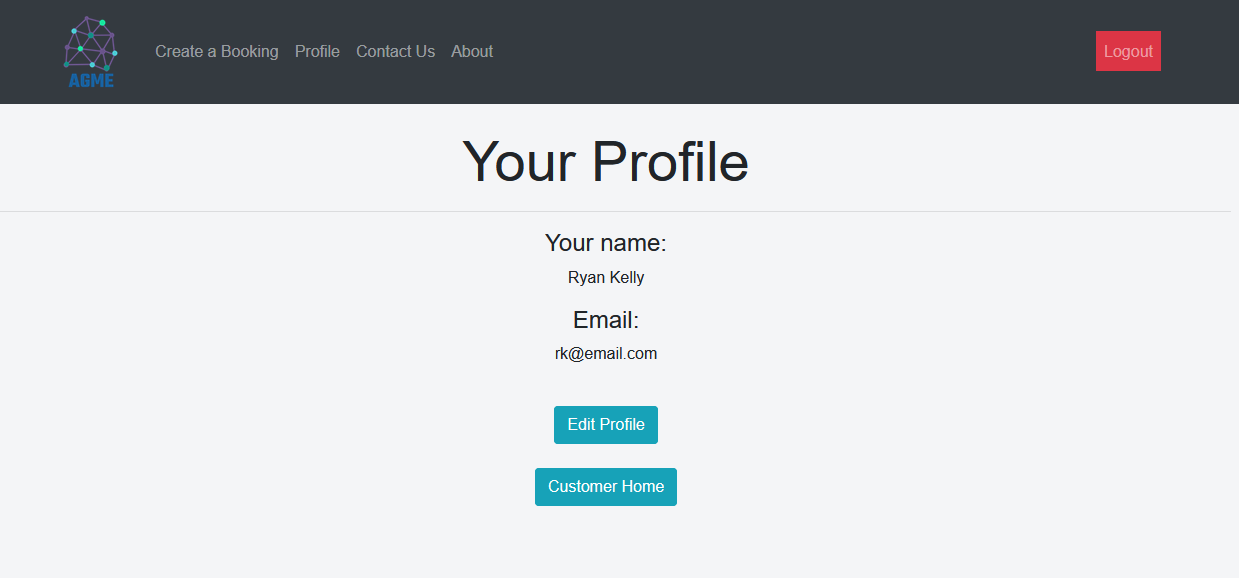 AGME
Create a Booking Profile Contact Us About Logout
Your Profile
Your name:
Ryan Kelly
Email:
rk@email.com
Edit Profile
Customer Home